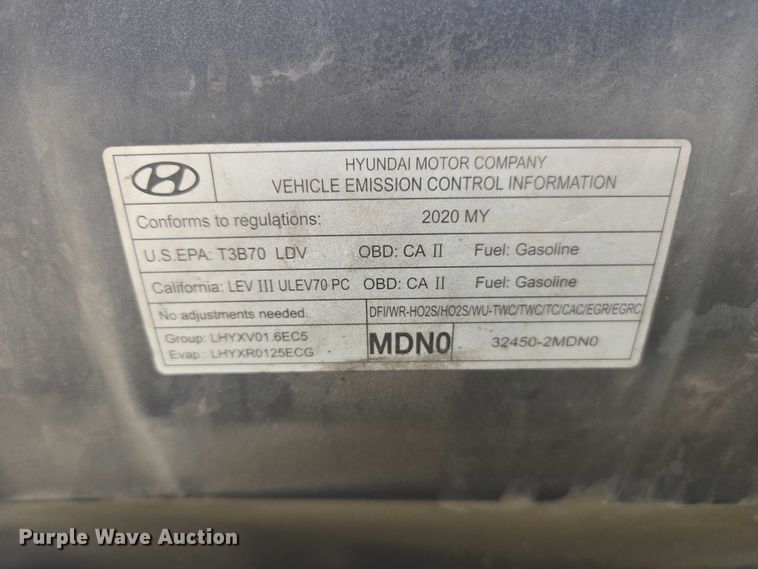 HYUNDAI MOTOR COMPANY
VEHICLE EMISSION CONTROL INFORMATION
Conforms to regulations: 2020 MY
U.S.EPA: T3B70 LDV OBD: CA II Fuel: Gasoline
California: LEV III ULEV70 PC OBD: CA II Fuel: Gasoline
No adjustments needed. DFI/WR-HO2S/HO2S/WU-TWC/TWC/TC/CAC/EGR/EGRC
Group: LHYXV01.6EC5
Evap.: LHYXR0125ECG
MDN0
32450-2MDN0
Purple Wave Auction